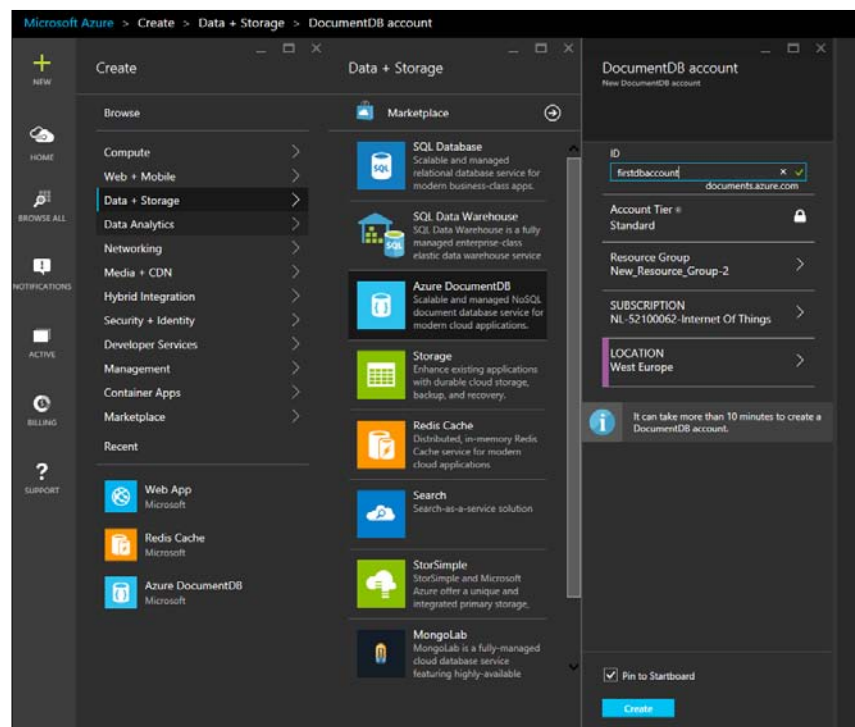 Microsoft Azure > Create > Data + Storage > DocumentDB account
NEW
HOME
BROWSE ALL
NOTIFICATIONS
ACTIVE
BILLING
SUPPORT
Create
Browse
Compute
Web + Mobile
Data + Storage
Data Analytics
Networking
Media + CDN
Hybrid Integration
Security + Identity
Developer Services
Management
Container Apps
Marketplace
Recent
Web App
Microsoft
Redis Cache
Microsoft
Azure DocumentDB
Microsoft
Data + Storage
Marketplace
SQL Database
Scalable and managed
relational database service for
modern business-class apps.
SQL Data Warehouse
SQL Data Warehouse is a fully
managed enterprise-class
elastic data warehouse service
Azure DocumentDB
Scalable and managed NoSQL
document database service for
modern cloud applications.
Storage
Enhance existing applications
with durable cloud storage,
backup, and recovery.
Redis Cache
Distributed, in-memory Redis
Cache service for modern
cloud applications
Search
Search-as-a-service solution
StorSimple
StorSimple and Microsoft
Azure offer a unique and
integrated primary storage,
MongoLab
MongoLab is a fully-managed
cloud database service
featuring highly-available
DocumentDB account
New DocumentDB account
ID
firstdbaccount
documents.azure.com
Account Tier
Standard
Resource Group
New_Resource_Group-2
SUBSCRIPTION
NL-52100062-Internet Of Things
LOCATION
West Europe
It can take more than 10 minutes to create a
DocumentDB account.
Pin to Startboard
Create